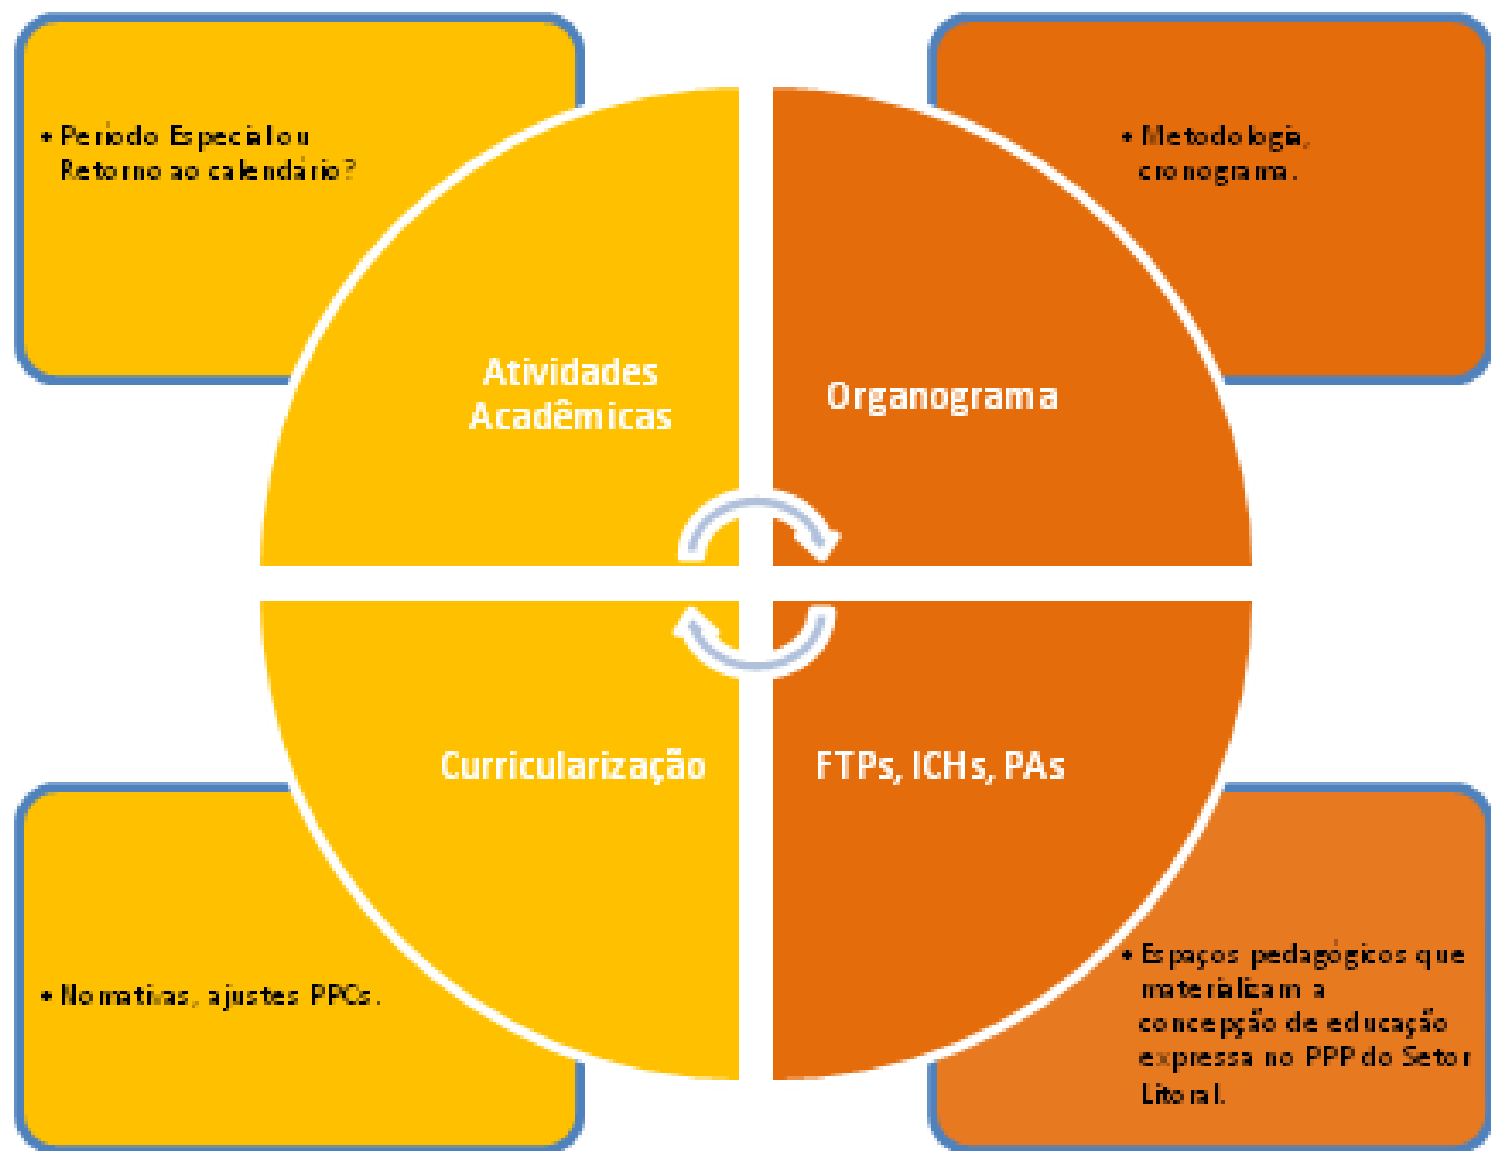 • Período Especial ou
Retorno ao calendário?
• Metodologia,
cronograma.
Atividades
Acadêmicas
Organograma
Curricularização
FTPs, ICHs, PAs
• Normativas, ajustes PPCs.
• Espaços pedagógicos que
materializam a
concepção de educação
expressa no PPP do Setor
Litoral.